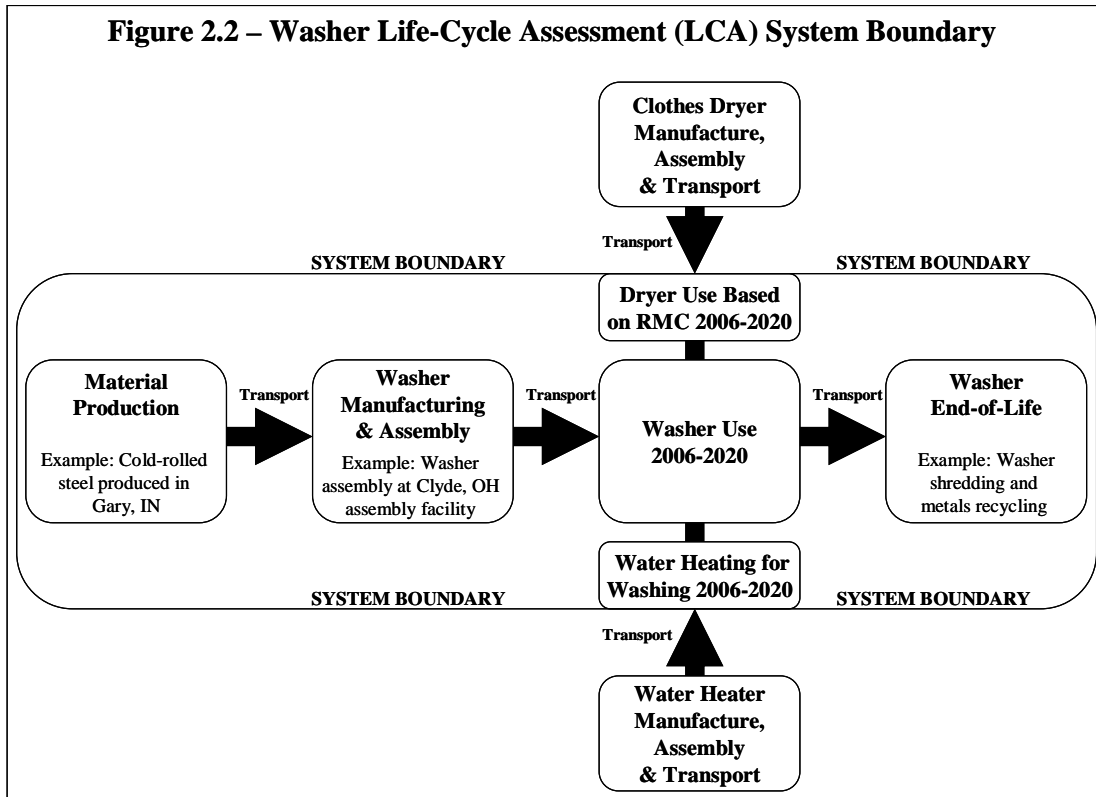 Figure 2.2 – Washer Life-Cycle Assessment (LCA) System Boundary
Clothes Dryer
Manufacture,
Assembly
& Transport
Transport
SYSTEM BOUNDARY
SYSTEM BOUNDARY
Dryer Use Based
on RMC 2006-2020
Material
Production
Example: Cold-rolled
steel produced in
Gary, IN
Transport
Washer
Manufacturing
& Assembly
Example: Washer
assembly at Clyde, OH
assembly facility
Transport
Washer Use
2006-2020
Transport
Washer
End-of-Life
Example: Washer
shredding and
metals recycling
Water Heating for
Washing 2006-2020
SYSTEM BOUNDARY
SYSTEM BOUNDARY
Transport
Water Heater
Manufacture,
Assembly
& Transport